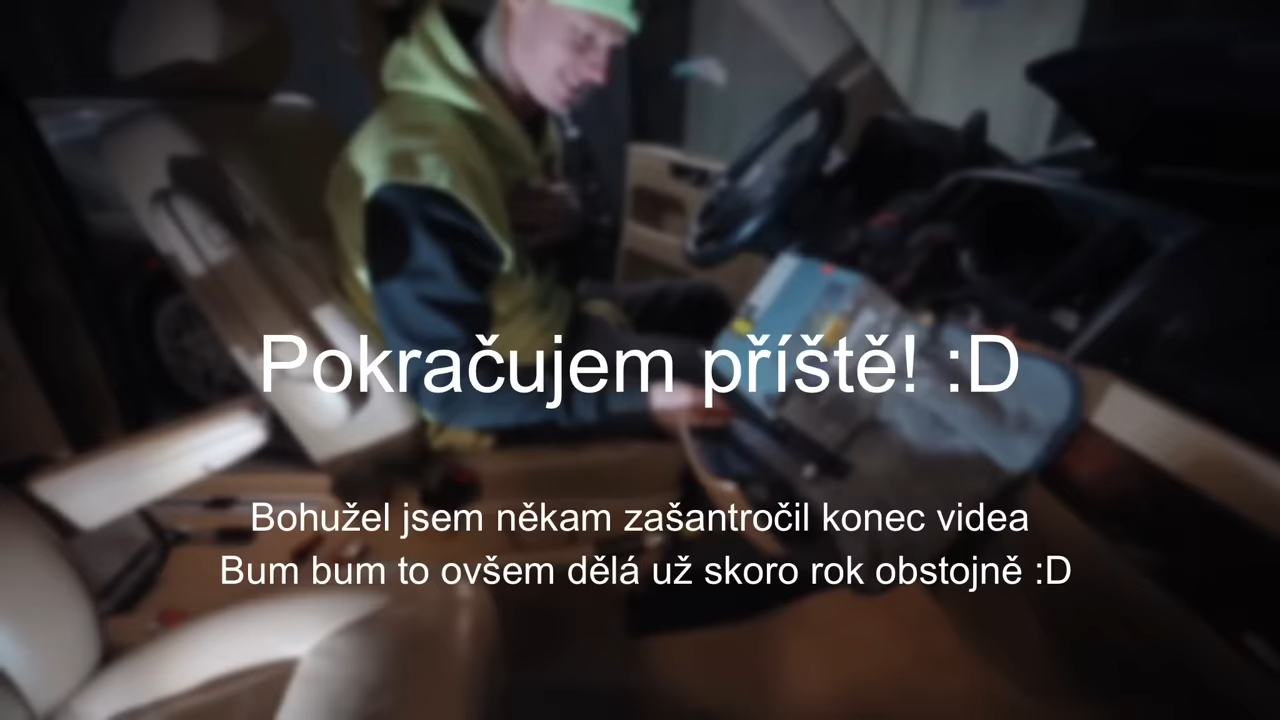 Pokračujem příště! :D
Bohužel jsem někam zašantročil konec videa
Bum bum to ovšem dělá už skoro rok obstojně :D